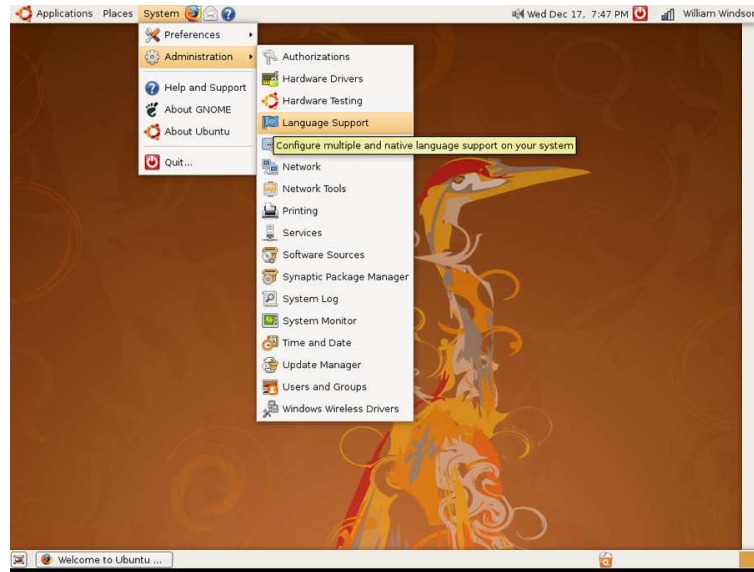 Applications Places System
Wed Dec 17, 7:47 PM
William Windsor
Preferences
Administration
Help and Support
About GNOME
About Ubuntu
Quit...
Authorizations
Hardware Drivers
Hardware Testing
Language Support
Configure multiple and native language support on your system
Network
Network Tools
Printing
Services
Software Sources
Synaptic Package Manager
System Log
System Monitor
Time and Date
Update Manager
Users and Groups
Windows Wireless Drivers
Welcome to Ubuntu ...